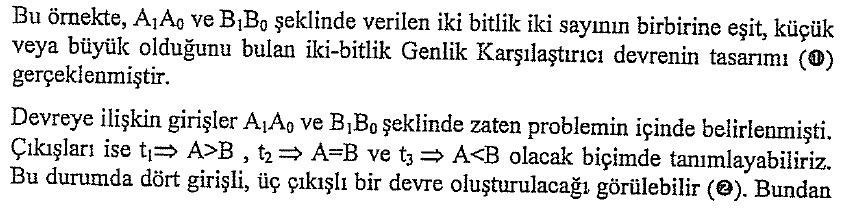 Bu örnekte, A₁A₀ ve B₁B₀ şeklinde verilen iki bitlik iki sayının birbirine eşit, küçük
veya büyük olduğunu bulan iki-bitlik Genlik Karşılaştırıcı devrenin tasarımı (❶)
gerçeklenmiştir.
Devreye ilişkin girişler A₁A₀ ve B₁B₀ şeklinde zaten problemin içinde belirlenmişti.
Çıkışları ise t₁⇒ A>B , t₂ ⇒ A=B ve t₃ ⇒ A<B olacak biçimde tanımlayabiliriz.
Bu durumda dört girişli, üç çıkışlı bir devre oluşturulacağı görülebilir (❷). Bundan